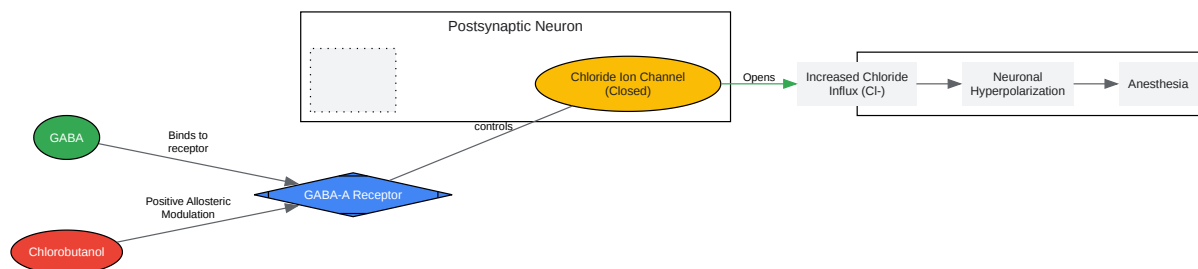 Postsynaptic Neuron
Chloride Ion Channel
(Closed)
Opens
Increased Chloride
Influx (Cl-)
Neuronal
Hyperpolarization
Anesthesia
controls
GABA
Binds to
receptor
GABA-A Receptor
Positive Allosteric
Modulation
Chlorobutanol